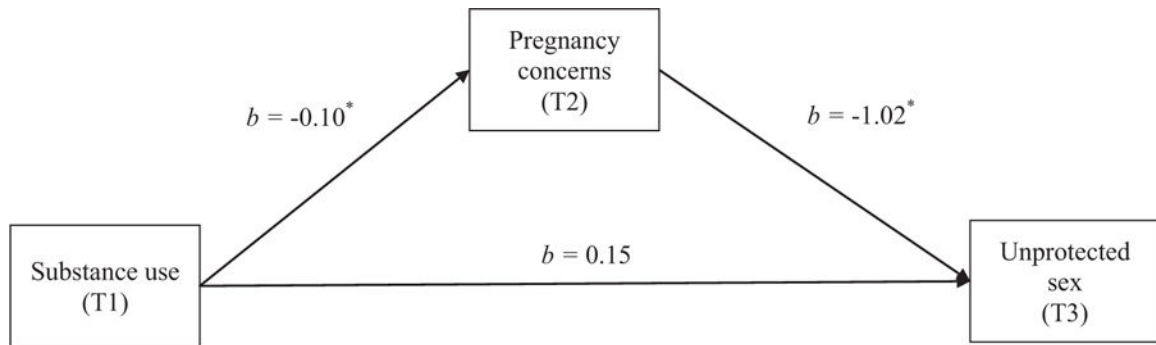 Pregnancy
concerns
(T2)
b = -0.10*
b = -1.02*
Substance use
(T1)
b = 0.15
Unprotected
sex
(T3)